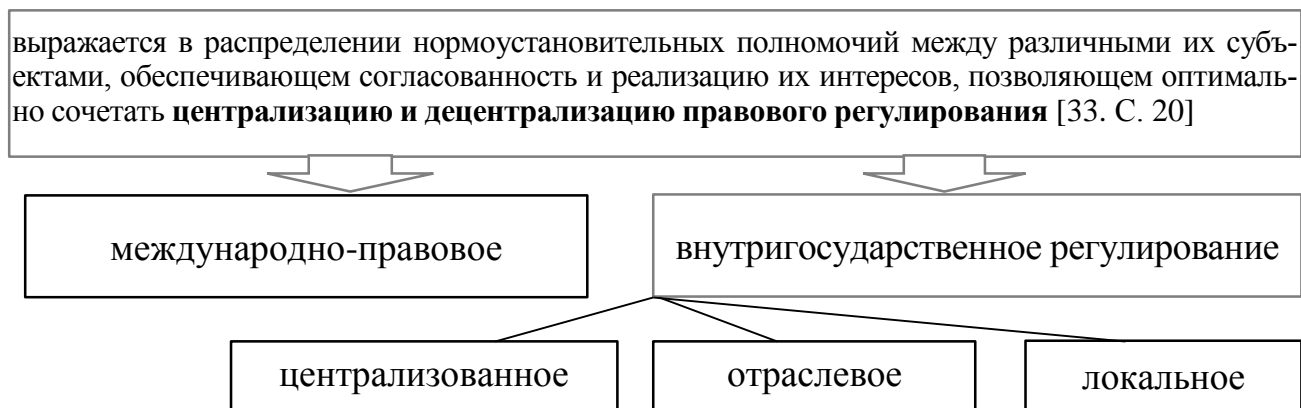 выражается в распределении нормоустановительных полномочий между различными их субъ-
ектами, обеспечивающем согласованность и реализацию их интересов, позволяющем оптималь-
но сочетать централизацию и децентрализацию правового регулирования [33. С. 20]
международно-правовое
внутригосударственное регулирование
централизованное
отраслевое
локальное